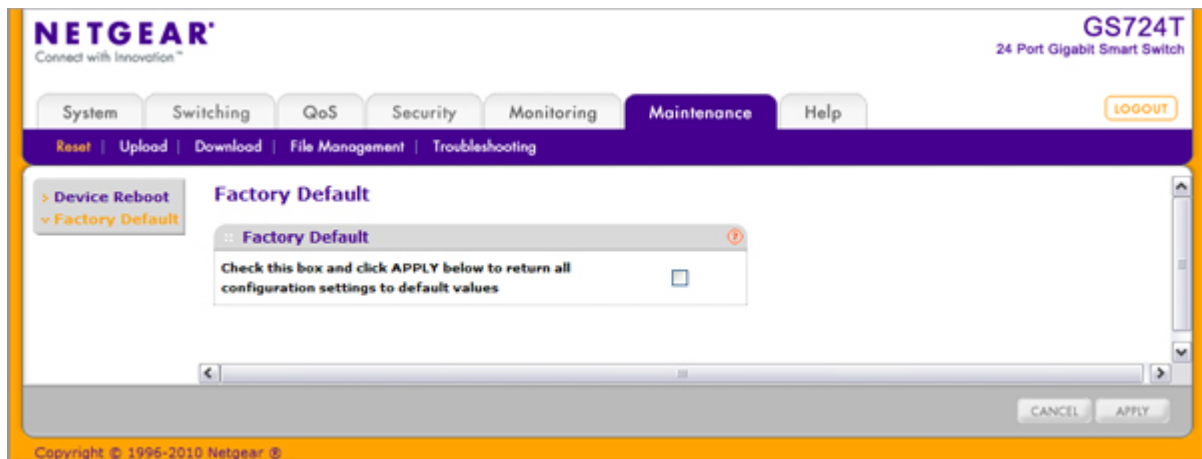 NETGEAR®
Connect with Innovation™
GS724T
24 Port Gigabit Smart Switch
System Switching QoS Security Monitoring Maintenance Help LOGOUT
Reset | Upload | Download | File Management | Troubleshooting
Device Reboot
Factory Default
Factory Default
Factory Default ?
Check this box and click APPLY below to return all
configuration settings to default values
CANCEL APPLY
Copyright © 1996-2010 Netgear ®